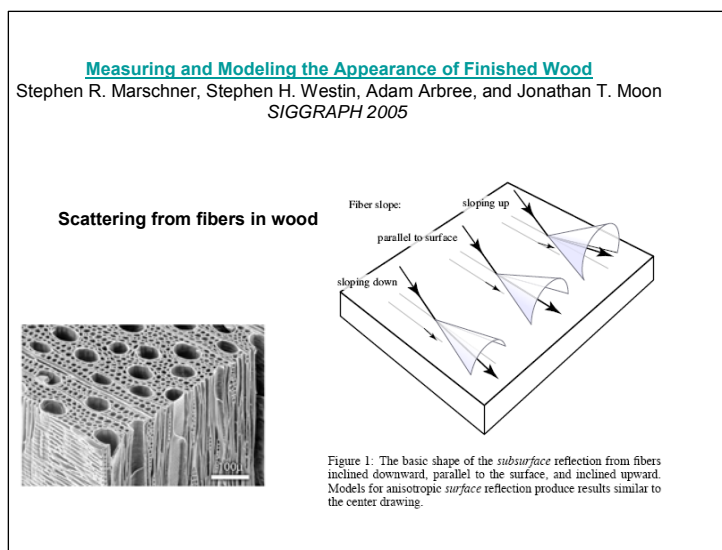 Measuring and Modeling the Appearance of Finished Wood
Stephen R. Marschner, Stephen H. Westin, Adam Arbree, and Jonathan T. Moon
SIGGRAPH 2005
Scattering from fibers in wood
Fiber slope:
sloping up
parallel to surface
sloping down
100µ
Figure 1: The basic shape of the subsurface reflection from fibers
inclined downward, parallel to the surface, and inclined upward.
Models for anisotropic surface reflection produce results similar to
the center drawing.